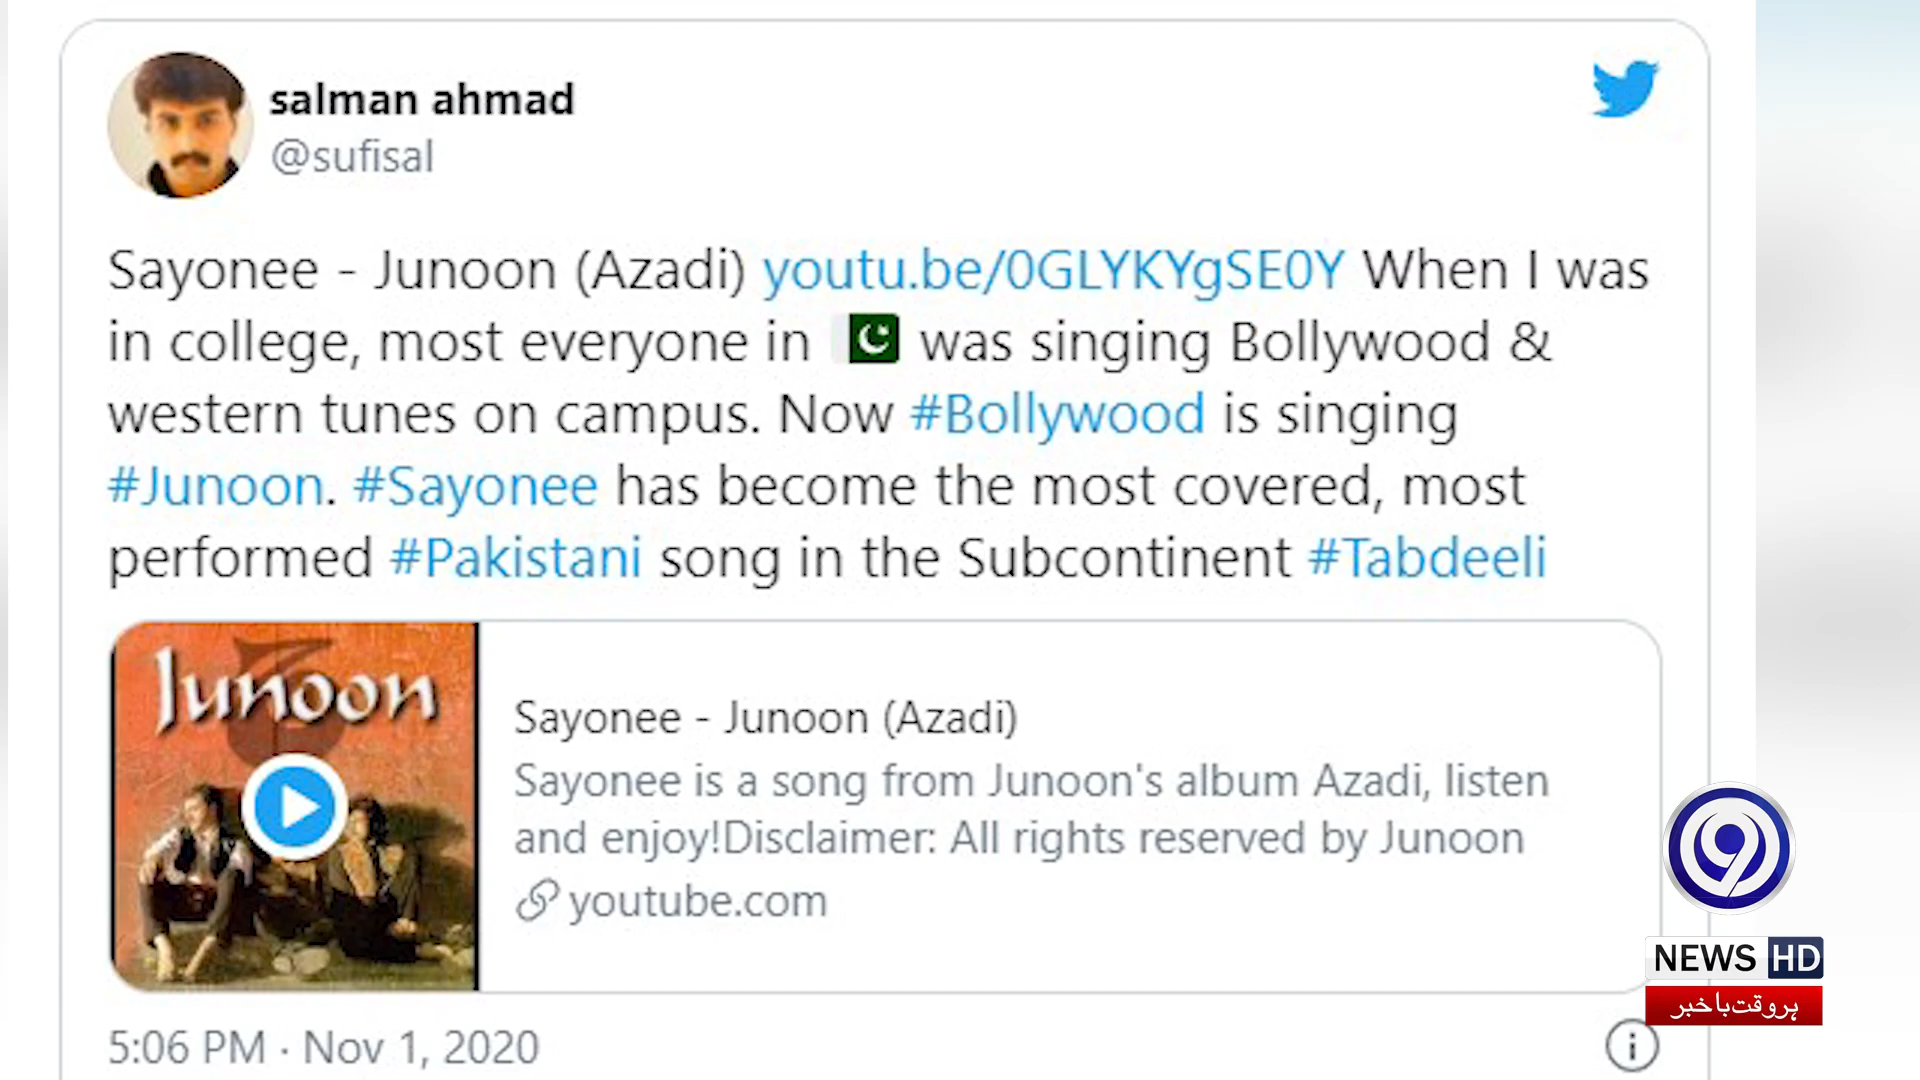 salman ahmad
@sufisal
Sayonee - Junoon (Azadi) youtu.be/0GLYKYgSE0Y When I was
in college, most everyone in 🇵🇰 was singing Bollywood &
western tunes on campus. Now #Bollywood is singing
#Junoon. #Sayonee has become the most covered, most
performed #Pakistani song in the Subcontinent #Tabdeeli
Junoon
Sayonee - Junoon (Azadi)
Sayonee is a song from Junoon's album Azadi, listen
and enjoy!Disclaimer: All rights reserved by Junoon
youtube.com
5:06 PM · Nov 1, 2020
9
NEWS HD
ہر وقت باخبر